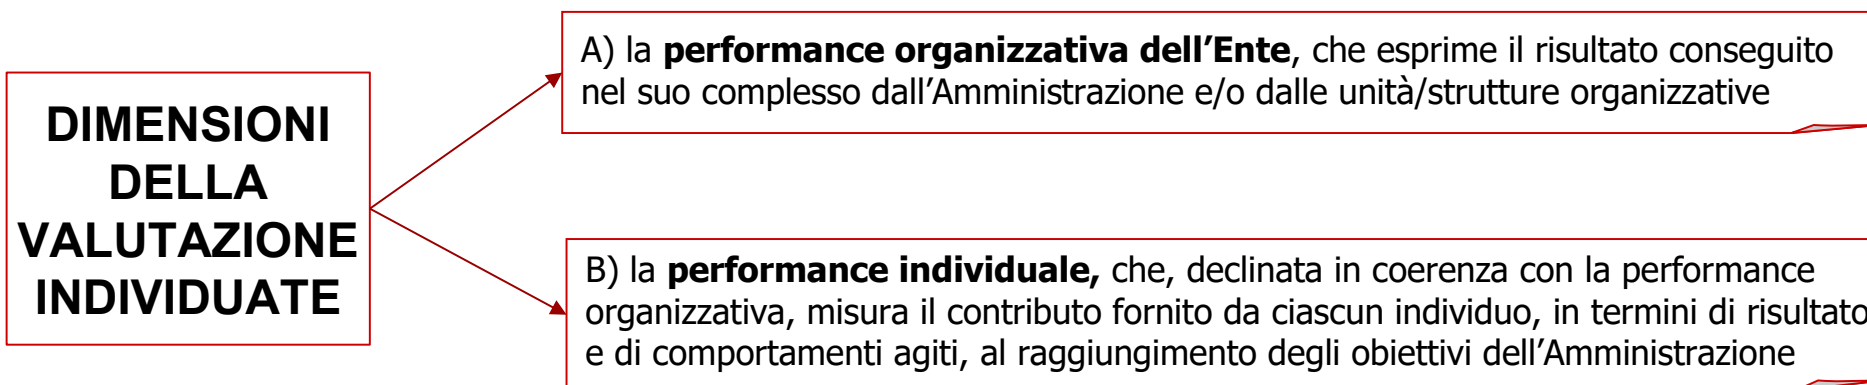 DIMENSIONI
DELLA
VALUTAZIONE
INDIVIDUATE
A) la performance organizzativa dell’Ente, che esprime il risultato conseguito
nel suo complesso dall’Amministrazione e/o dalle unità/strutture organizzative
B) la performance individuale, che, declinata in coerenza con la performance
organizzativa, misura il contributo fornito da ciascun individuo, in termini di risultato
e di comportamenti agiti, al raggiungimento degli obiettivi dell’Amministrazione